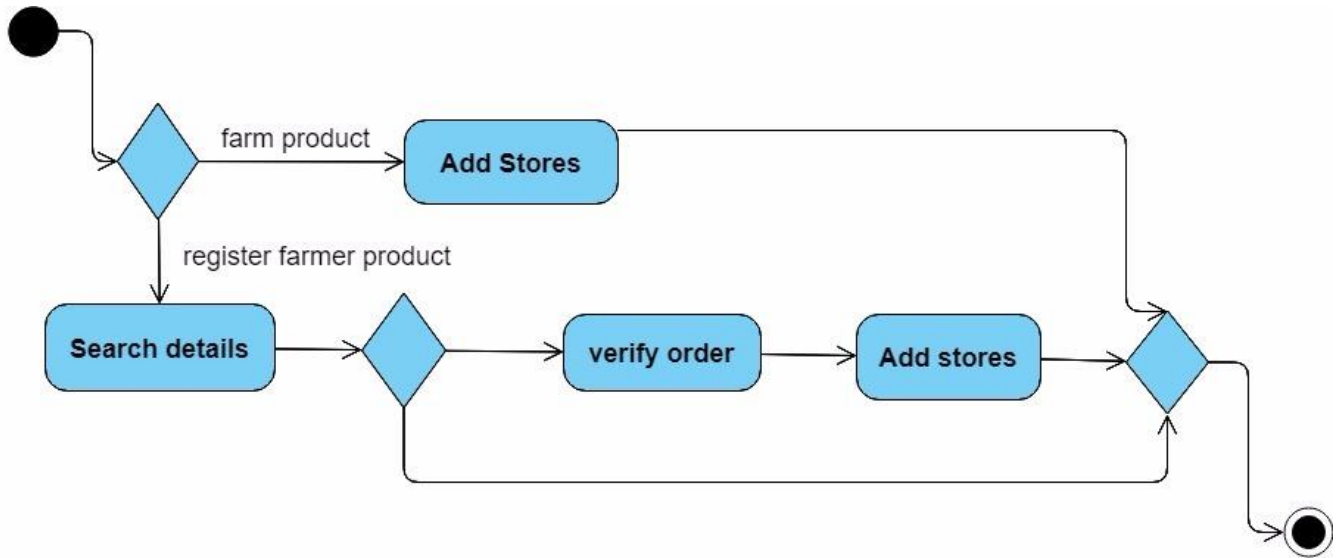 farm product
Add Stores
register farmer product
Search details
verify order
Add stores